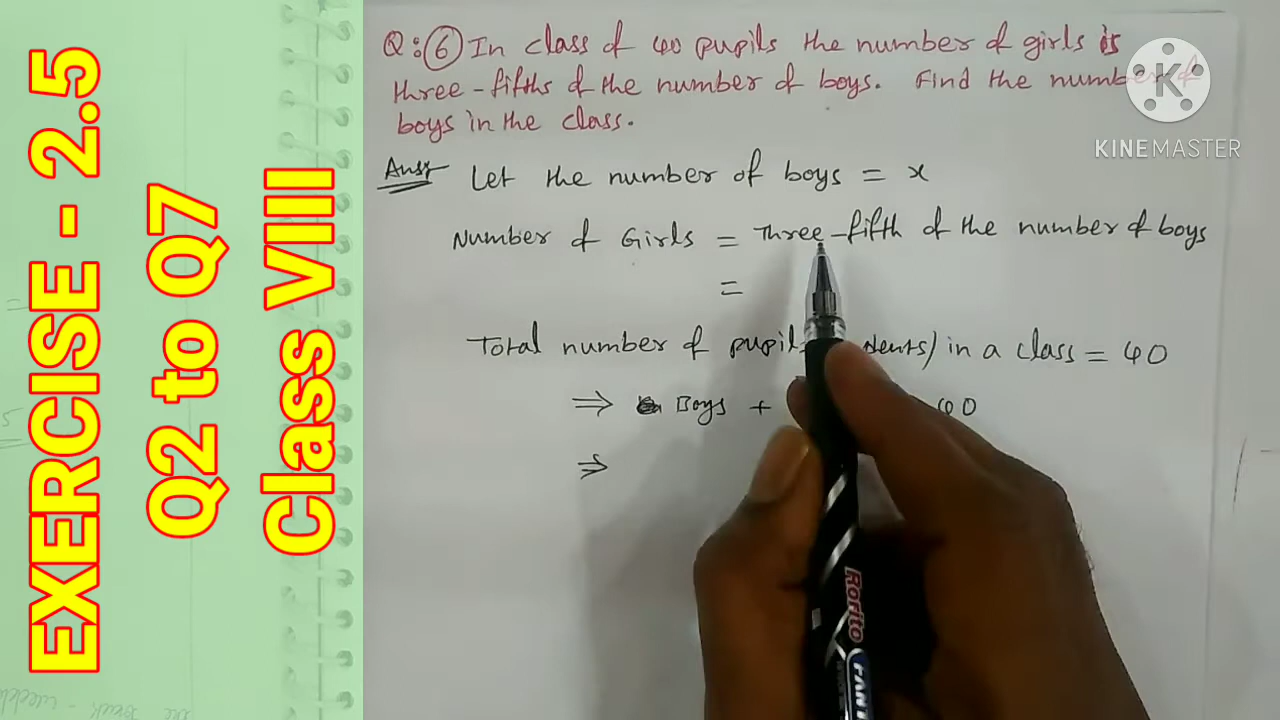 EXERCISE - 2.5
Q2 to Q7
Class VIII
Q:6 In class of 40 pupils the number of girls is
three-fifths of the number of boys. Find the number of
boys in the class.
Ans Let the number of boys = x
Number of Girls = Three-fifth of the number of boys
=
Total number of pupils dents) in a class = 40
⇒ Boys + 40
⇒
KINEMASTER
Rorito